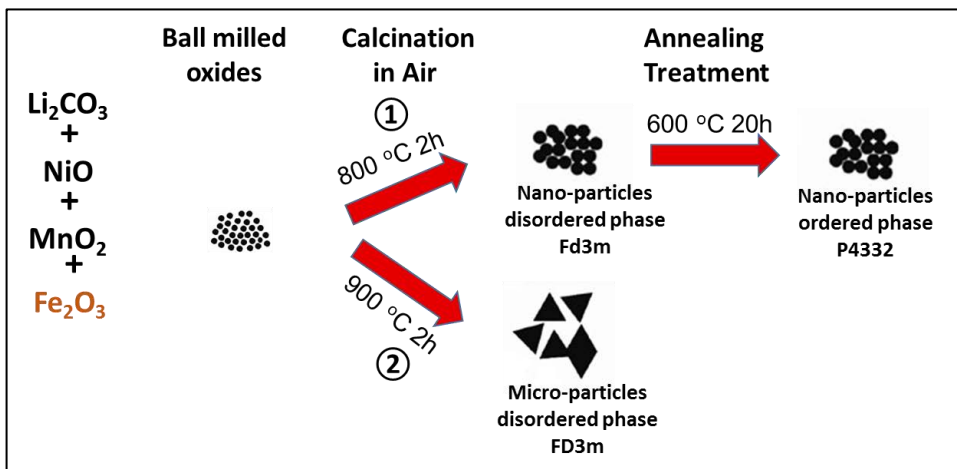 Ball milled
oxides
Calcination
in Air
Annealing
Treatment
Li₂CO₃
+
NiO
+
MnO₂
+
Fe₂O₃
①
800 °C 2h
Nano-particles
disordered phase
Fd3m
600 °C 20h
Nano-particles
ordered phase
P4332
900 °C 2h
②
Micro-particles
disordered phase
FD3m